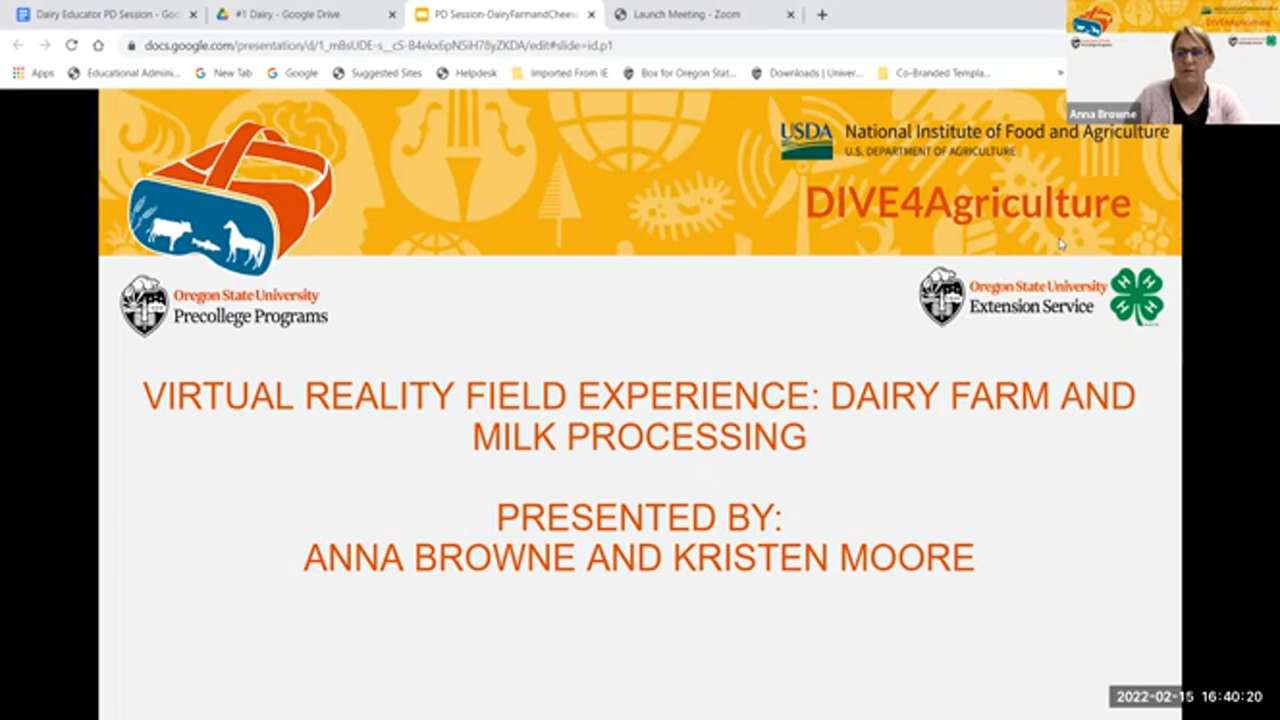 Dairy Educator PD Session - Goo
#1 Dairy - Google Drive
PD Session-DairyFarmandCheese
Launch Meeting - Zoom
Apps
Educational Admini...
New Tab
Google
Suggested Sites
Helpdesk
Imported From IE
Box for Oregon Stat...
Downloads | Univer...
Co-Branded Templa...
»
Anna Browne
USDA
National Institute of Food and Agriculture
U.S. DEPARTMENT OF AGRICULTURE
DIVE4Agriculture
Oregon State University
Precollege Programs
Oregon State University
Extension Service
H H
H H
VIRTUAL REALITY FIELD EXPERIENCE: DAIRY FARM AND
MILK PROCESSING
PRESENTED BY:
ANNA BROWNE AND KRISTEN MOORE
2022-02-15 16:40:20